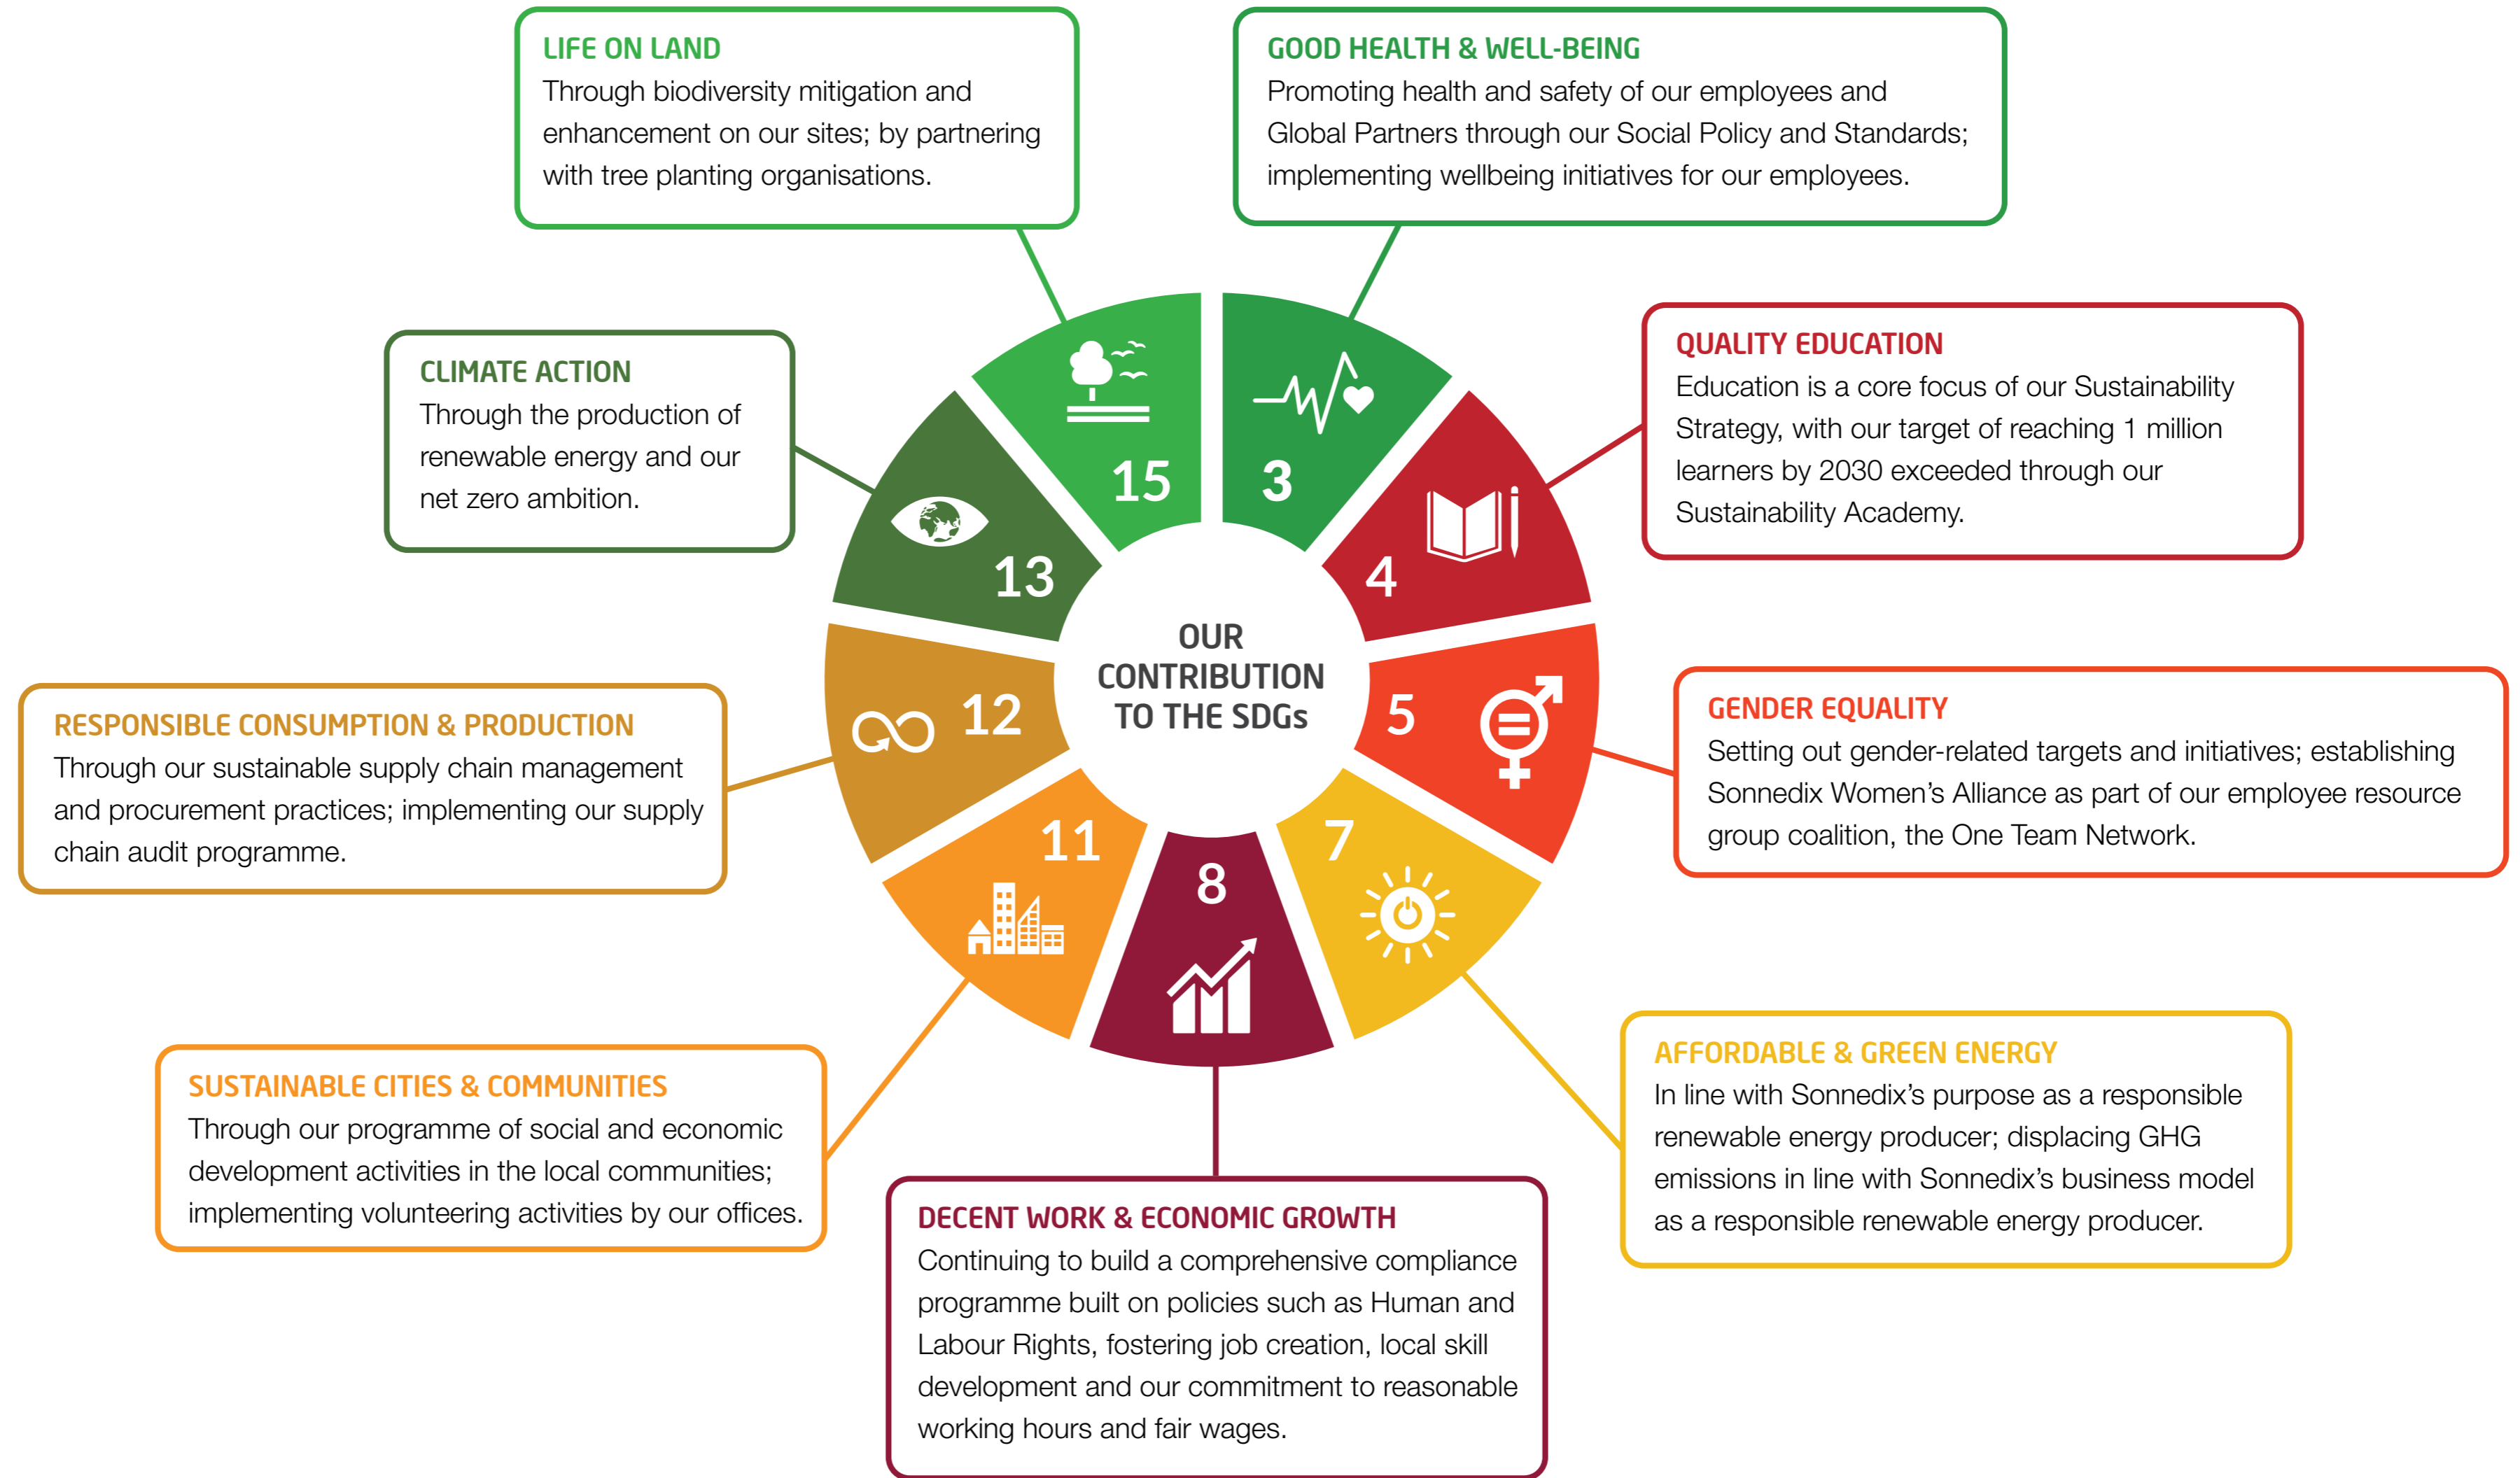 LIFE ON LAND
Through biodiversity mitigation and
enhancement on our sites; by partnering
with tree planting organisations.
GOOD HEALTH & WELL-BEING
Promoting health and safety of our employees and
Global Partners through our Social Policy and Standards;
implementing wellbeing initiatives for our employees.
CLIMATE ACTION
Through the production of
renewable energy and our
net zero ambition.
QUALITY EDUCATION
Education is a core focus of our Sustainability
Strategy, with our target of reaching 1 million
learners by 2030 exceeded through our
Sustainability Academy.
15
3
13
4
OUR
CONTRIBUTION
TO THE SDGs
12
5
11
7
8
RESPONSIBLE CONSUMPTION & PRODUCTION
Through our sustainable supply chain management
and procurement practices; implementing our supply
chain audit programme.
GENDER EQUALITY
Setting out gender-related targets and initiatives; establishing
Sonnedix Women’s Alliance as part of our employee resource
group coalition, the One Team Network.
SUSTAINABLE CITIES & COMMUNITIES
Through our programme of social and economic
development activities in the local communities;
implementing volunteering activities by our offices.
AFFORDABLE & GREEN ENERGY
In line with Sonnedix’s purpose as a responsible
renewable energy producer; displacing GHG
emissions in line with Sonnedix’s business model
as a responsible renewable energy producer.
DECENT WORK & ECONOMIC GROWTH
Continuing to build a comprehensive compliance
programme built on policies such as Human and
Labour Rights, fostering job creation, local skill
development and our commitment to reasonable
working hours and fair wages.